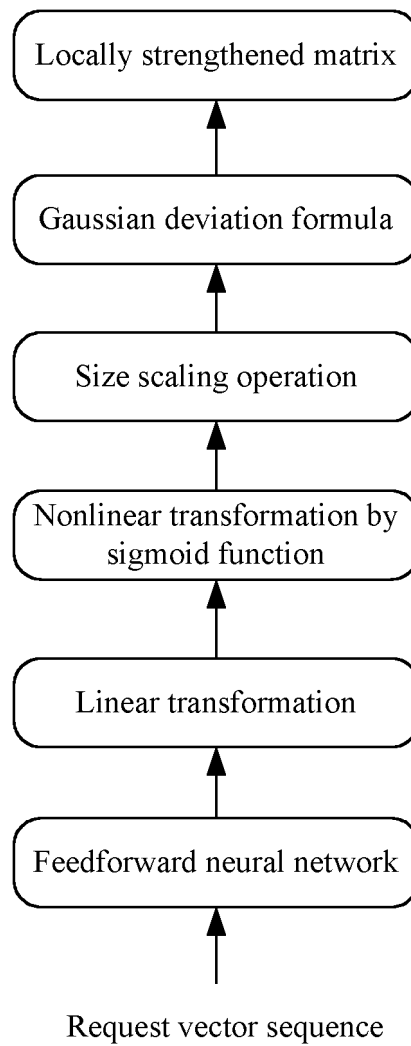 Locally strengthened matrix
Gaussian deviation formula
Size scaling operation
Nonlinear transformation by
sigmoid function
Linear transformation
Feedforward neural network
Request vector sequence